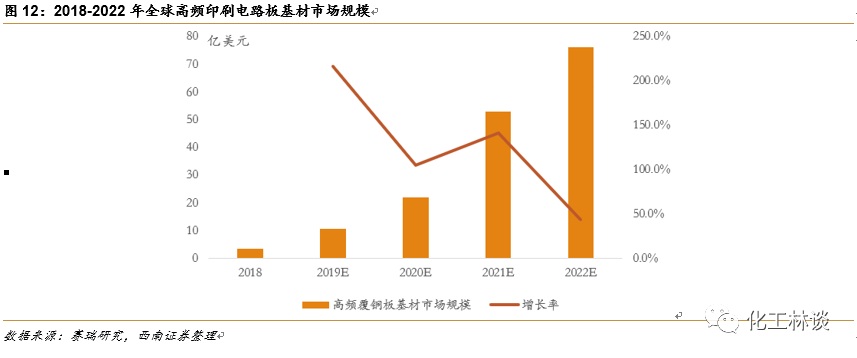 图 12：2018-2022 年全球高频印刷电路板基材市场规模
亿美元
80
70
60
50
40
30
20
10
0
250.0%
200.0%
150.0%
100.0%
50.0%
0.0%
2018 2019E 2020E 2021E 2022E
高频覆铜板基材市场规模 增长率
化工林谈
数据来源：赛瑞研究，西南证券整理